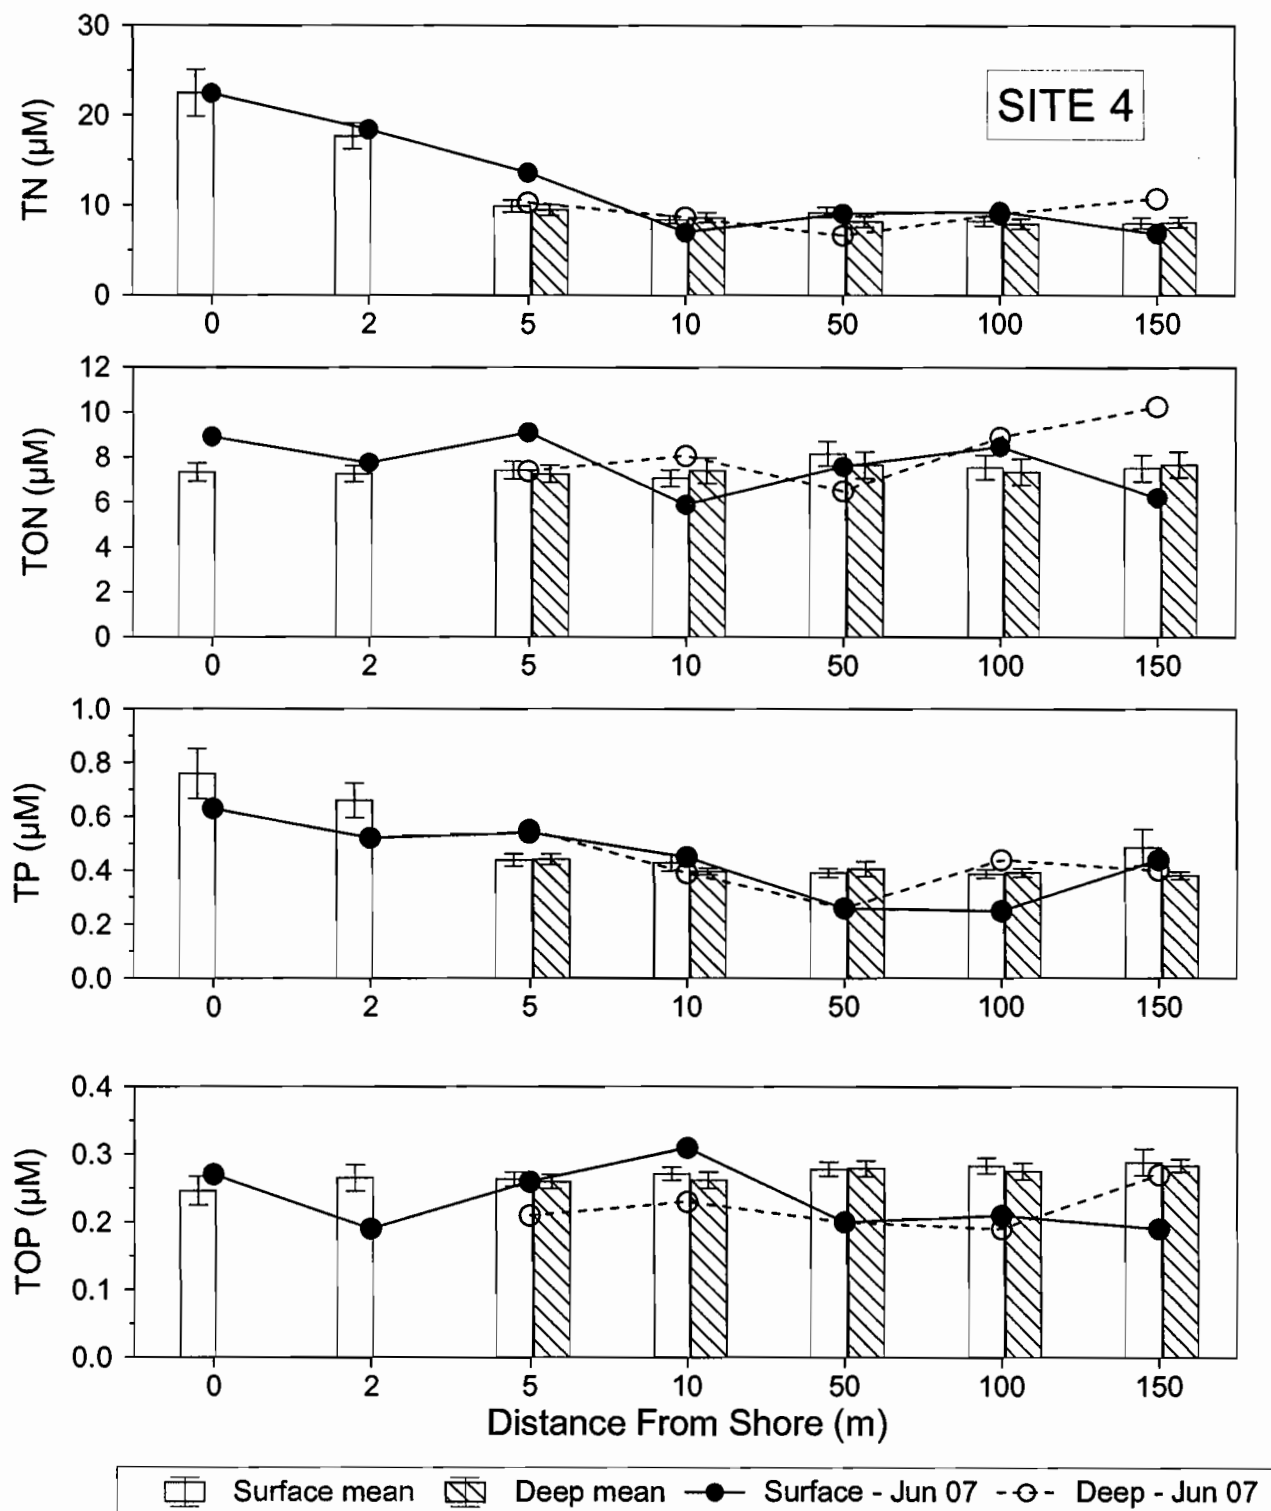 30
20
10
0
TN (µM)
SITE 4
0 2 5 10 50 100 150
12
10
8
6
4
2
0
TON (µM)
0 2 5 10 50 100 150
1.0
0.8
0.6
0.4
0.2
0.0
TP (µM)
0 2 5 10 50 100 150
0.4
0.3
0.2
0.1
0.0
TOP (µM)
0 2 5 10 50 100 150
Distance From Shore (m)
Surface mean Deep mean Surface - Jun 07 Deep - Jun 07